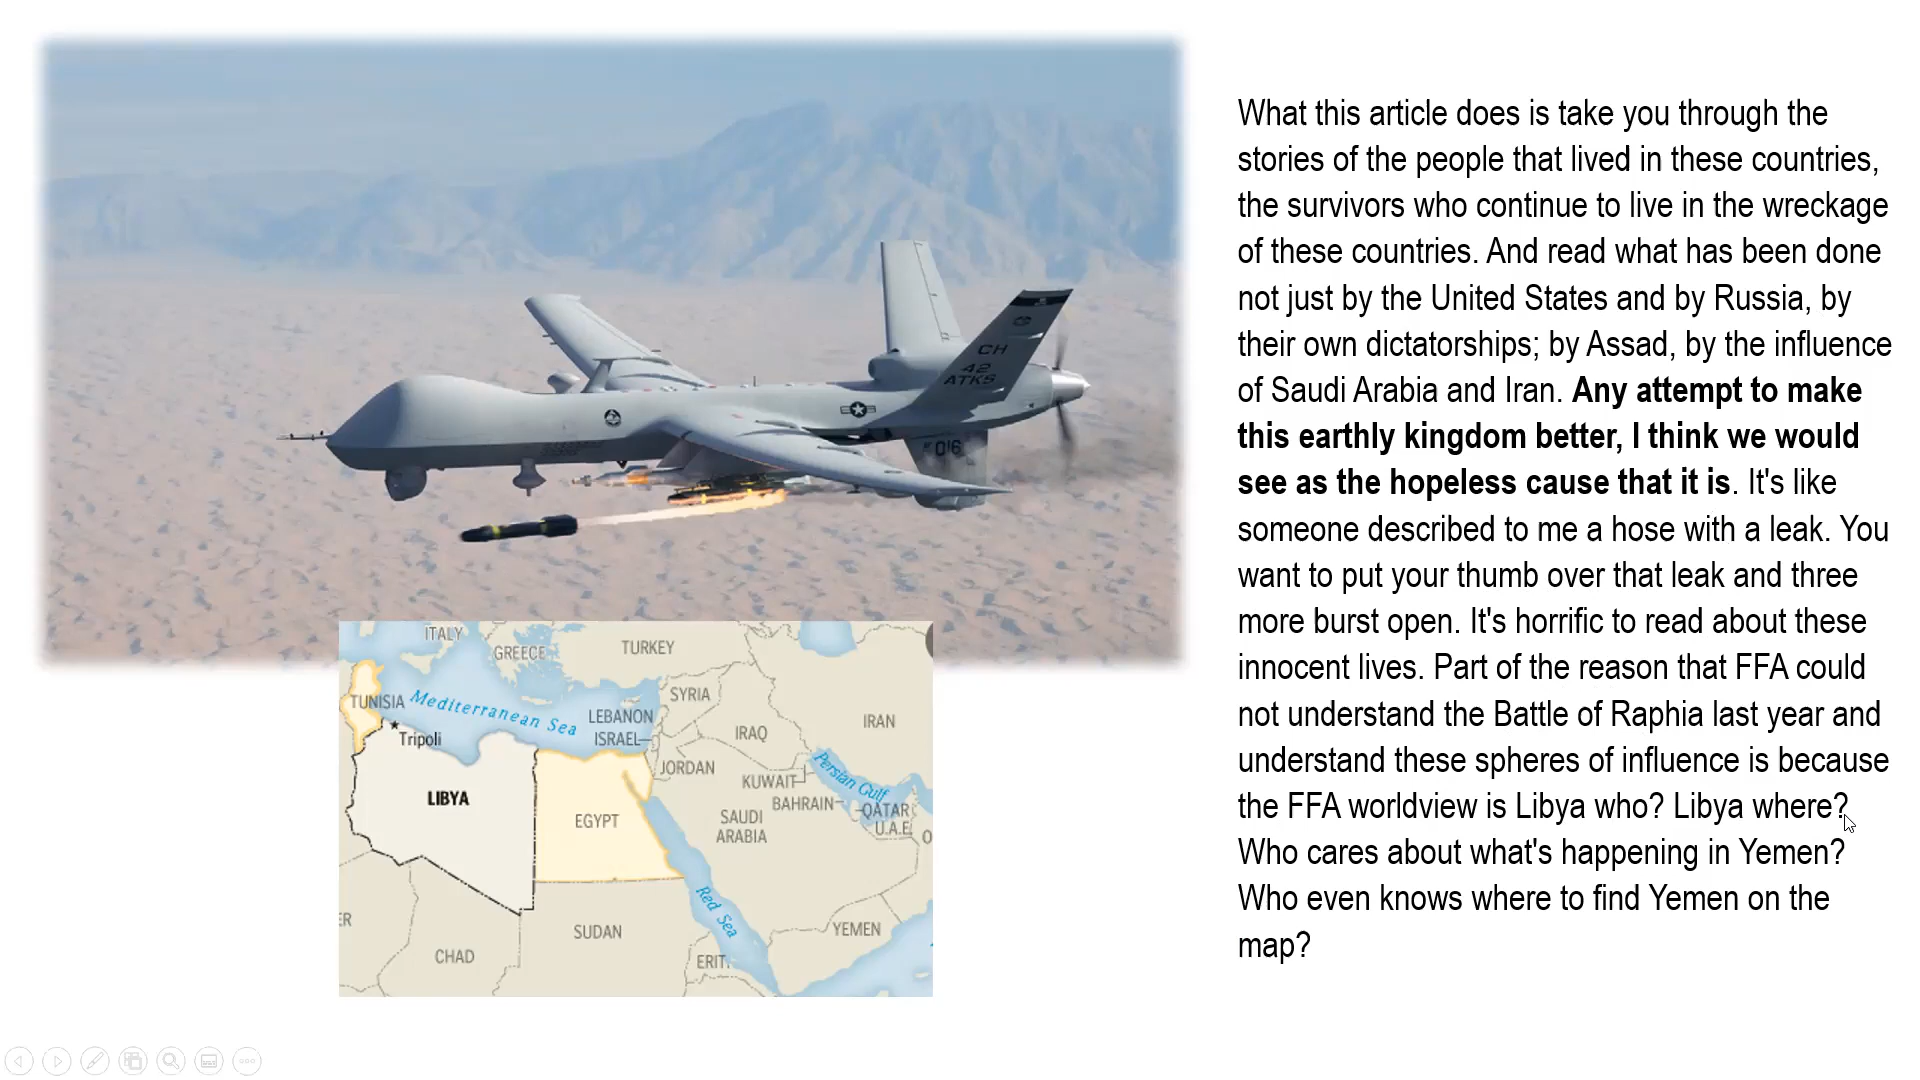 What this article does is take you through the
stories of the people that lived in these countries,
the survivors who continue to live in the wreckage
of these countries. And read what has been done
not just by the United States and by Russia, by
their own dictatorships; by Assad, by the influence
of Saudi Arabia and Iran. Any attempt to make
this earthly kingdom better, I think we would
see as the hopeless cause that it is. It's like
someone described to me a hose with a leak. You
want to put your thumb over that leak and three
more burst open. It's horrific to read about these
innocent lives. Part of the reason that FFA could
not understand the Battle of Raphia last year and
understand these spheres of influence is because
the FFA worldview is Libya who? Libya where?
Who cares about what's happening in Yemen?
Who even knows where to find Yemen on the
map?
CH
42
ATKS
016
ITALY
GREECE
TURKEY
TUNISIA
Mediterranean Sea
SYRIA
LEBANON
ISRAEL
Tripoli
IRAQ
IRAN
JORDAN
KUWAIT
Persian Gulf
LIBYA
EGYPT
BAHRAIN
QATAR
U.A.E.
SAUDI
ARABIA
O
Red Sea
ER
SUDAN
YEMEN
CHAD
ERIT.